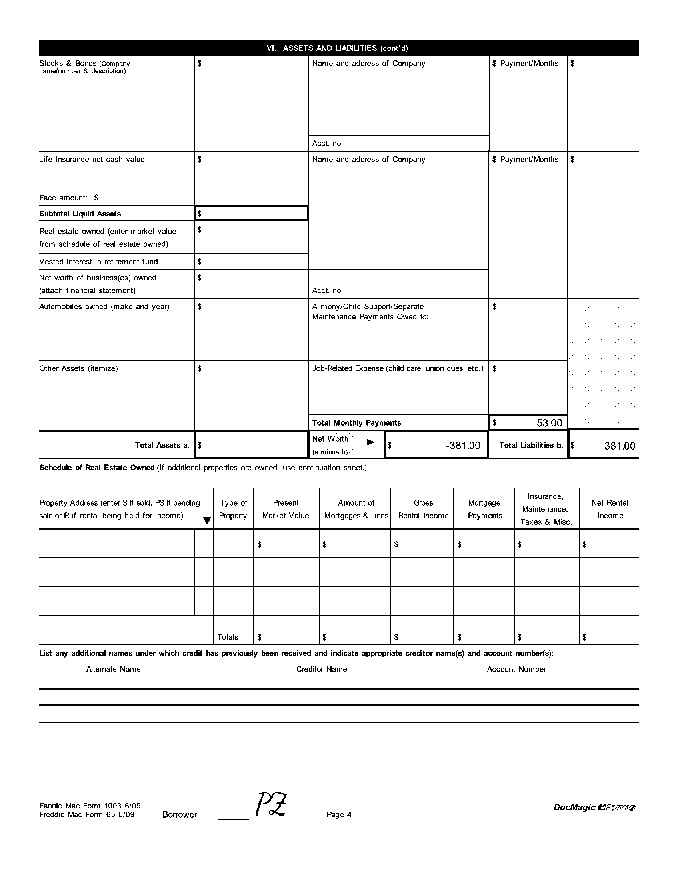 VI. ASSETS AND LIABILITIES (cont'd)
Stocks & Bonds (Company
name/number & description)
$
Name and address of Company
$ Payment/Months
$
Acct. no.
Life insurance net cash value
$
Name and address of Company
$ Payment/Months
$
Face amount: $
Subtotal Liquid Assets
$
Real estate owned (enter market value
from schedule of real estate owned)
$
Vested interest in retirement fund
$
Net worth of business(es) owned
(attach financial statement)
$
Acct. no.
Automobiles owned (make and year)
$
Alimony/Child Support/Separate
Maintenance Payments Owed to:
$
Other Assets (itemize)
$
Job-Related Expense (child care, union dues, etc.)
$
Total Monthly Payments
$ 53.00
Total Assets a.
$
Net Worth
(a minus b)
$ -381.00
Total Liabilities b.
$ 381.00
Schedule of Real Estate Owned (If additional properties are owned, use continuation sheet.)
Property Address (enter S if sold, PS if pending
sale or R if rental being held for income)
Type of
Property
Present
Market Value
Amount of
Mortgages & Liens
Gross
Rental Income
Mortgage
Payments
Insurance,
Maintenance,
Taxes & Misc.
Net Rental
Income
$ $ $ $ $ $
Totals $ $ $ $ $ $
List any additional names under which credit has previously been received and indicate appropriate creditor name(s) and account number(s):
Alternate Name Creditor Name Account Number
Fannie Mae Form 1003 6/05
Freddie Mac Form 65 6/05
Borrower
PZ
Page 4
DocMagic